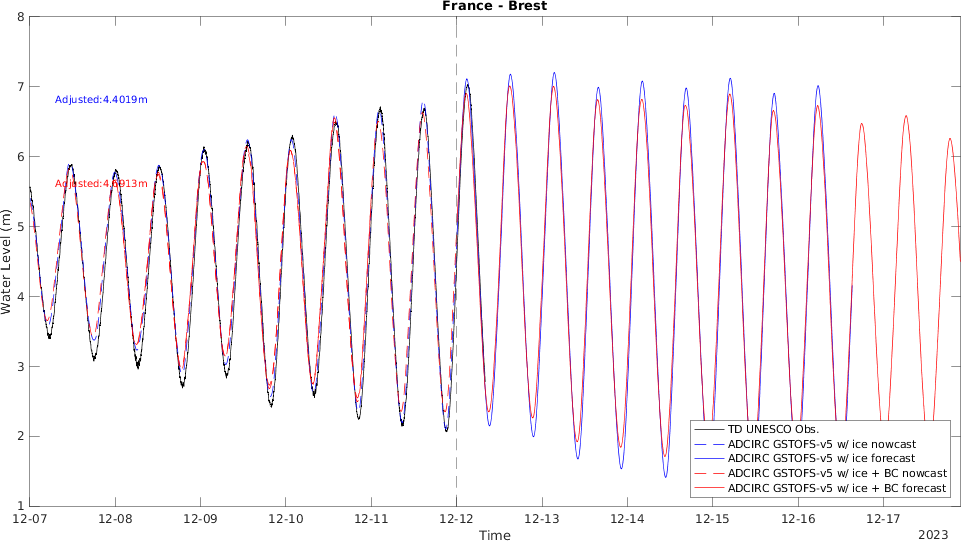 France - Brest
8
7
6
5
4
3
2
1
Water Level (m)
Adjusted:4.4019m
TD UNESCO Obs.
ADCIRC GSTOFS-v5 w/ ice nowcast
ADCIRC GSTOFS-v5 w/ ice forecast
ADCIRC GSTOFS-v5 w/ ice + BC nowcast
ADCIRC GSTOFS-v5 w/ ice + BC forecast
12-07 12-08 12-09 12-10 12-11 12-12 12-13 12-14 12-15 12-16 12-17
Time
2023